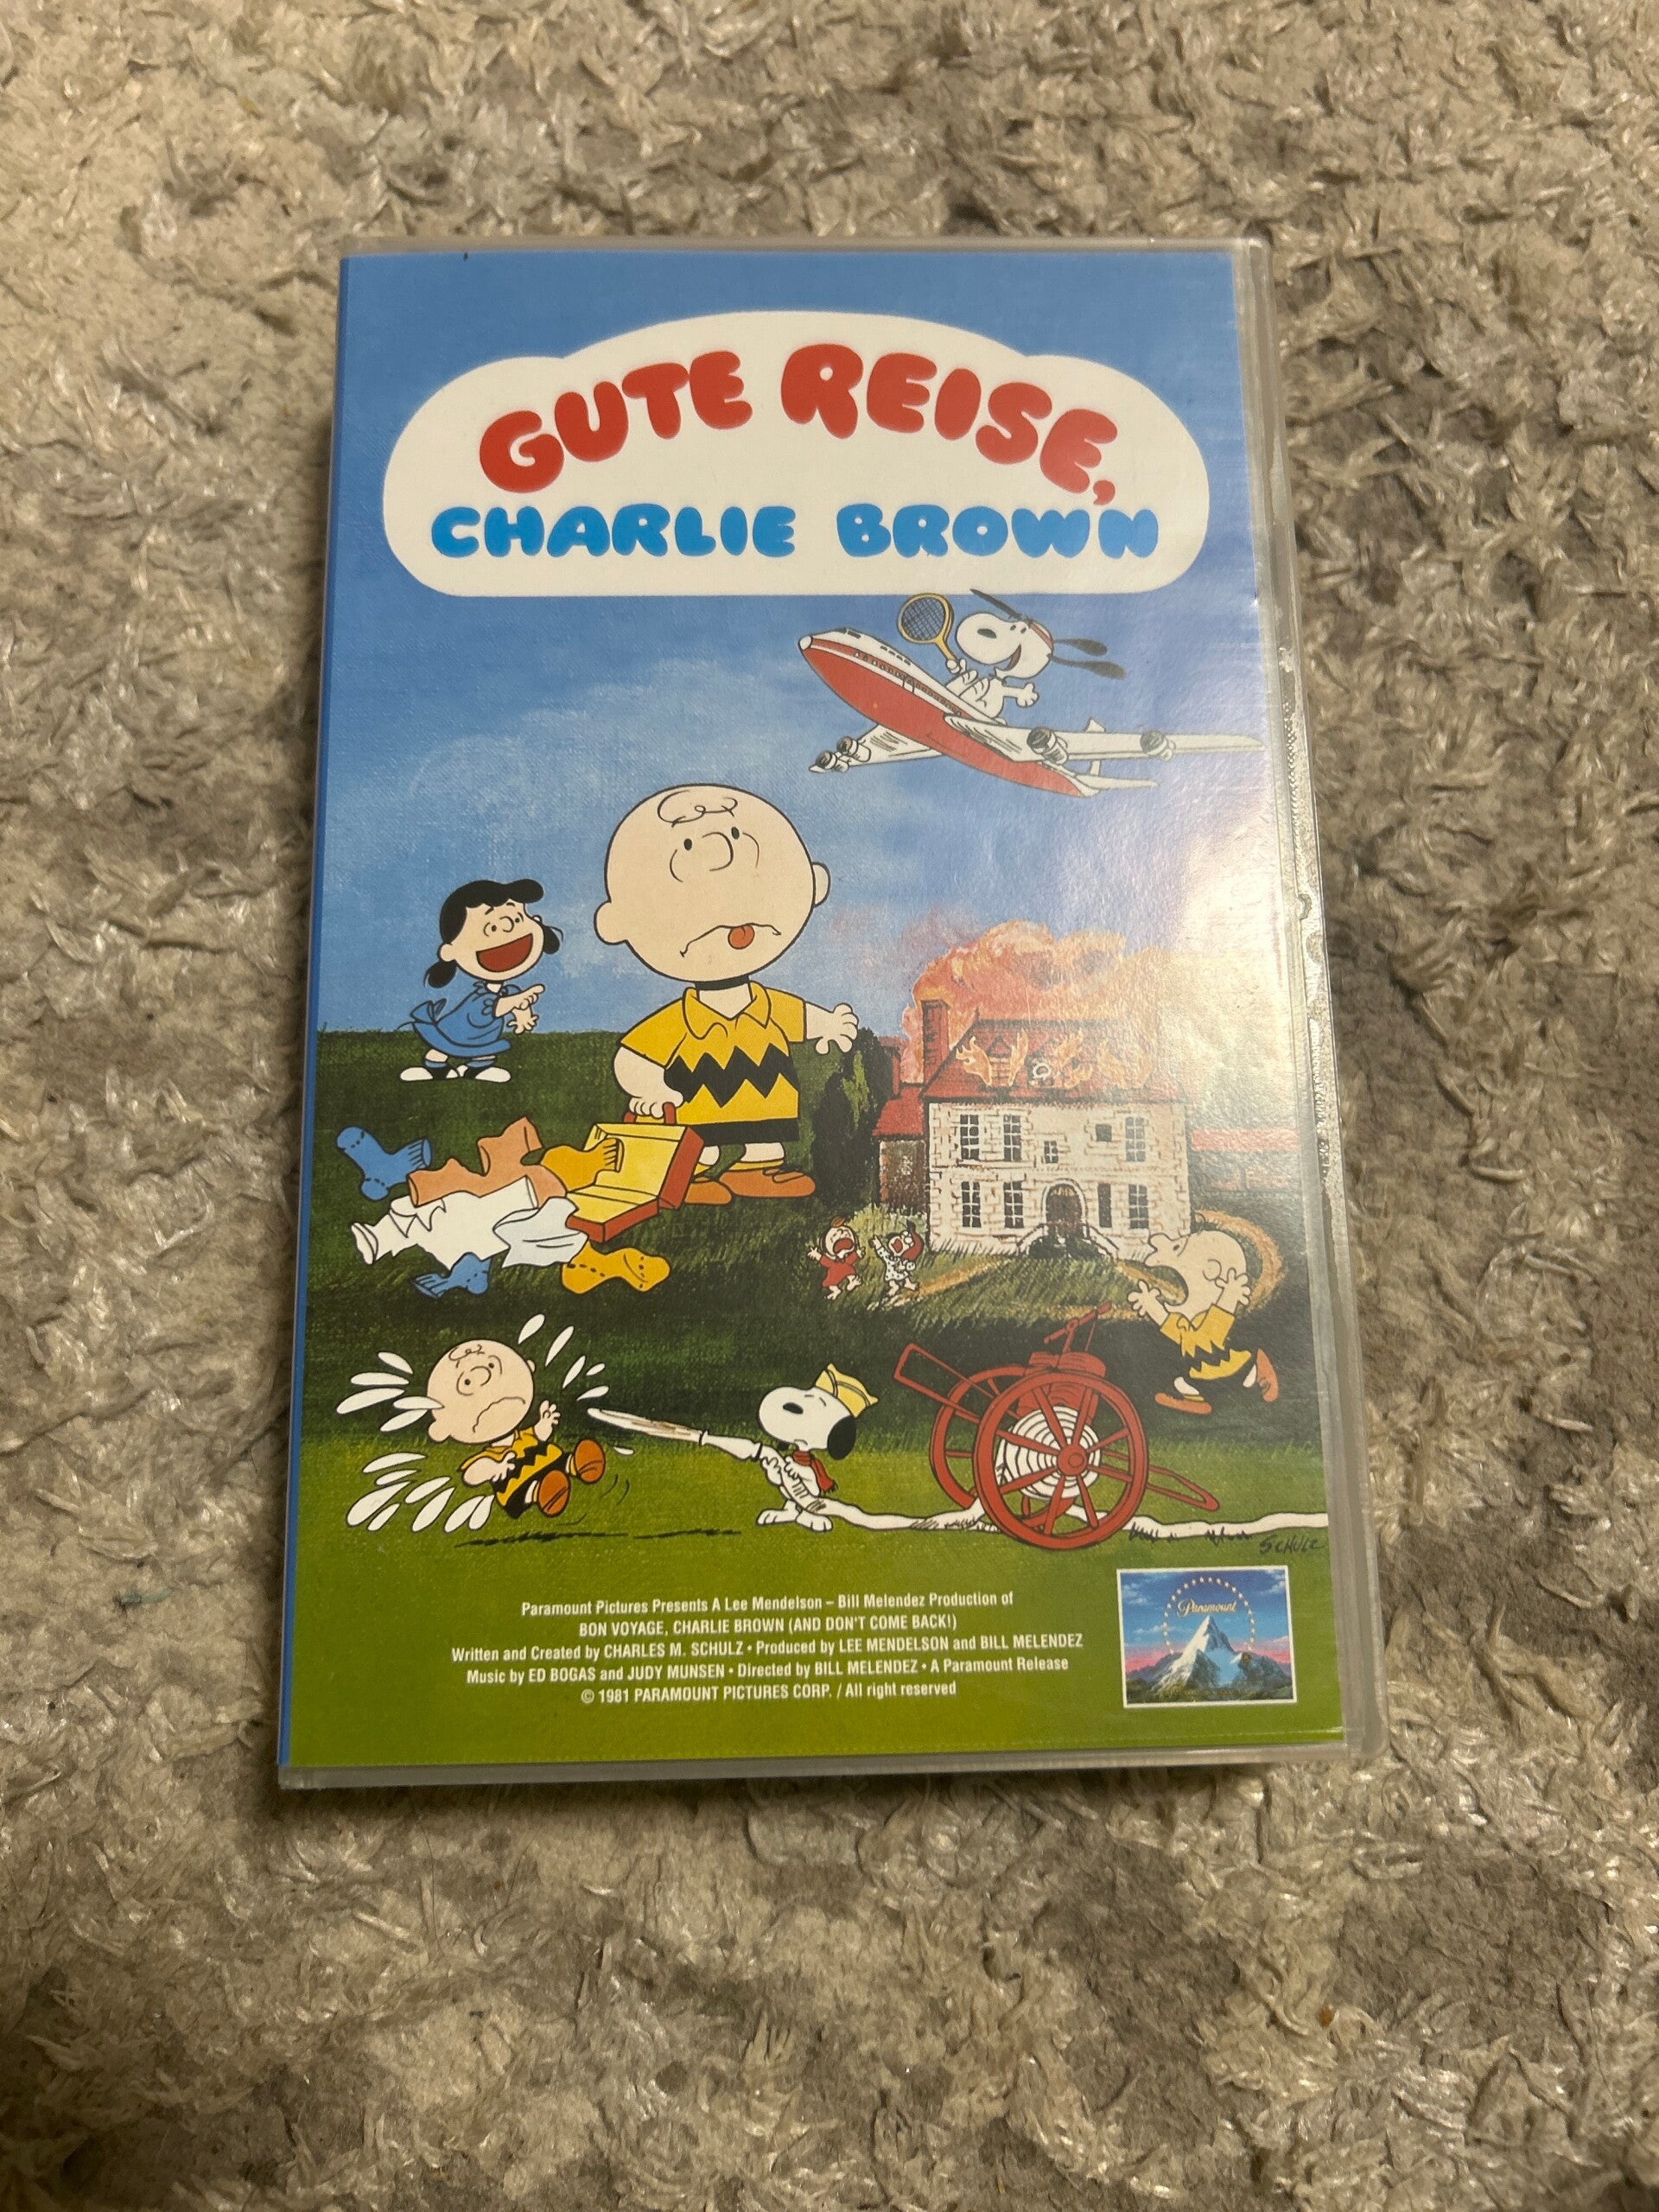 GUTE REISE,
CHARLIE BROWN
SCHULZ
Paramount Pictures Presents A Lee Mendelson – Bill Melendez Production of
BON VOYAGE, CHARLIE BROWN (AND DON'T COME BACK!)
Written and Created by CHARLES M. SCHULZ • Produced by LEE MENDELSON and BILL MELENDEZ
Music by ED BOGAS and JUDY MUNSEN • Directed by BILL MELENDEZ • A Paramount Release
© 1981 PARAMOUNT PICTURES CORP. / All right reserved
Paramount